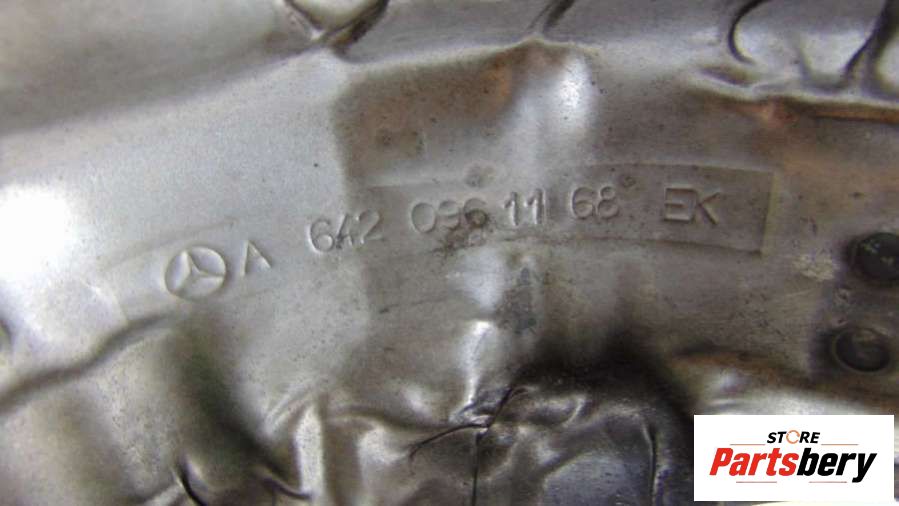 A 642 096 11 68 EK
STORE
Partsbery